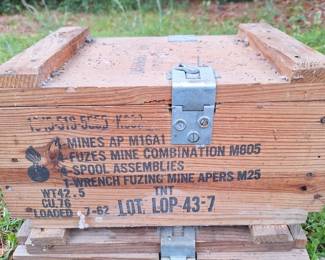 4-MINES AP M16A1
4-FUZES MINE COMBINATION M605
4-SPOOL ASSEMBLIES
1-WRENCH FUZING MINE APERS M25
WT 42.5 TNT
CU.76
LOADED 7-62 LOT. LOP-43-7